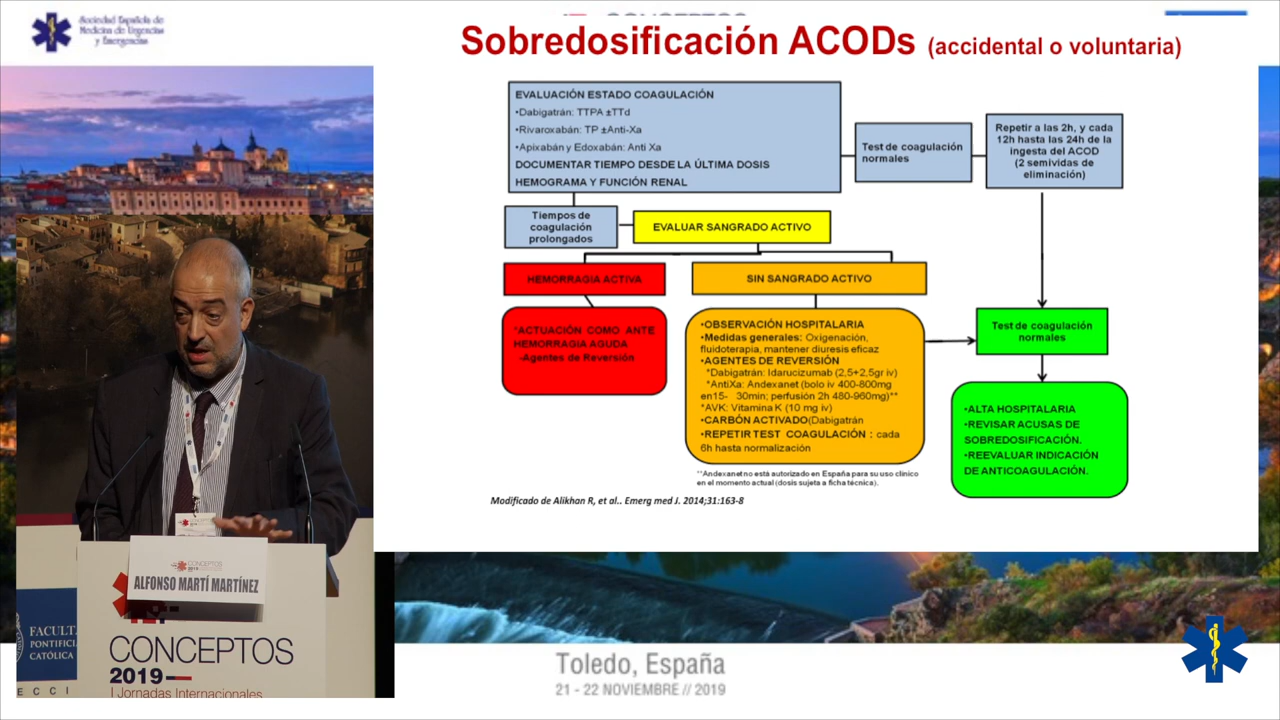 Sociedad Española de
Medicina de Urgencias
y Emergencias
CONCEPTOS
Sobredosificación ACODs (accidental o voluntaria)
EVALUACIÓN ESTADO COAGULACIÓN
•Dabigatrán: TTPA ±TTd
•Rivaroxabán: TP ±Anti-Xa
•Apixabán y Edoxabán: Anti Xa
DOCUMENTAR TIEMPO DESDE LA ÚLTIMA DOSIS
HEMOGRAMA Y FUNCIÓN RENAL
Test de coagulación
normales
Repetir a las 2h, y cada
12h hasta las 24h de la
ingesta del ACOD
(2 semividas de
eliminación)
Tiempos de
coagulación
prolongados
EVALUAR SANGRADO ACTIVO
HEMORRAGIA ACTIVA
SIN SANGRADO ACTIVO
*ACTUACIÓN COMO ANTE
HEMORRAGIA AGUDA
-Agentes de Reversión
•OBSERVACIÓN HOSPITALARIA
•Medidas generales: Oxigenación,
fluidoterapia, mantener diuresis eficaz
•AGENTES DE REVERSIÓN
*Dabigatrán: Idarucizumab (2,5+2,5gr iv)
*AntiXa: Andexanet (bolo iv 400-800mg
en15- 30min; perfusión 2h 480-960mg)**
*AVK: Vitamina K (10 mg iv)
•CARBÓN ACTIVADO(Dabigatrán
•REPETIR TEST COAGULACIÓN : cada
6h hasta normalización
Test de coagulación
normales
•ALTA HOSPITALARIA
•REVISAR ACUSAS DE
SOBREDOSIFICACIÓN.
•REEVALUAR INDICACIÓN
DE ANTICOAGULACIÓN.
**Andexanet no está autorizado en España para su uso clínico
en el momento actual (dosis sujeta a ficha técnica).
Modificado de Alikhan R, et al.. Emerg med J. 2014;31:163-8
CONCEPTOS
2019
ALFONSO MARTÍ MARTÍNEZ
FACULT
PONTIFICI
CATÓLICA
ECCI
CONCEPTOS
2019
I Jornadas Internacionales
Toledo, España
21 - 22 NOVIEMBRE // 2019